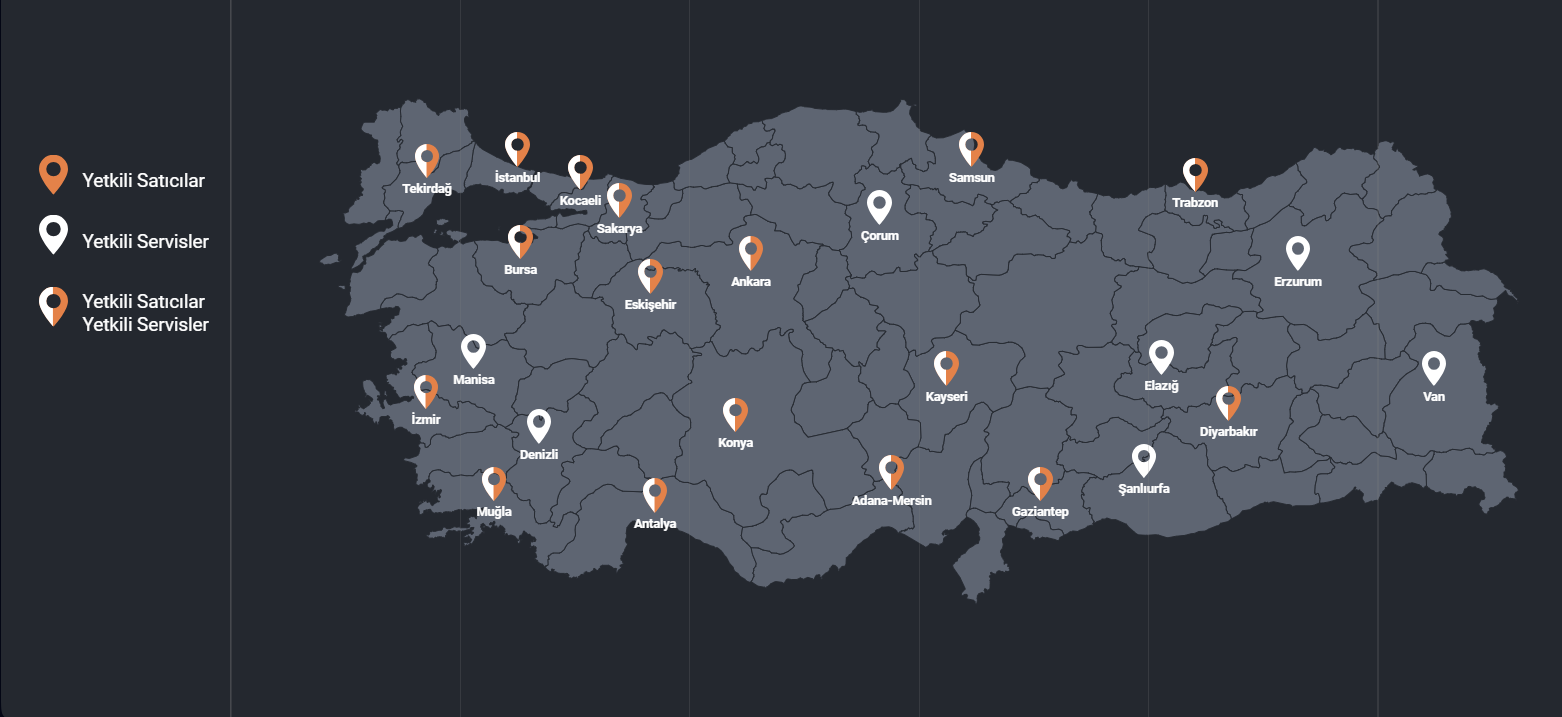 Yetkili Satıcılar
Yetkili Servisler
Yetkili Satıcılar
Yetkili Servisler
Tekirdağ
İstanbul
Kocaeli
Sakarya
Bursa
Eskişehir
Ankara
Çorum
Samsun
Trabzon
Erzurum
Manisa
İzmir
Denizli
Muğla
Antalya
Konya
Kayseri
Adana-Mersin
Gaziantep
Şanlıurfa
Elazığ
Diyarbakır
Van